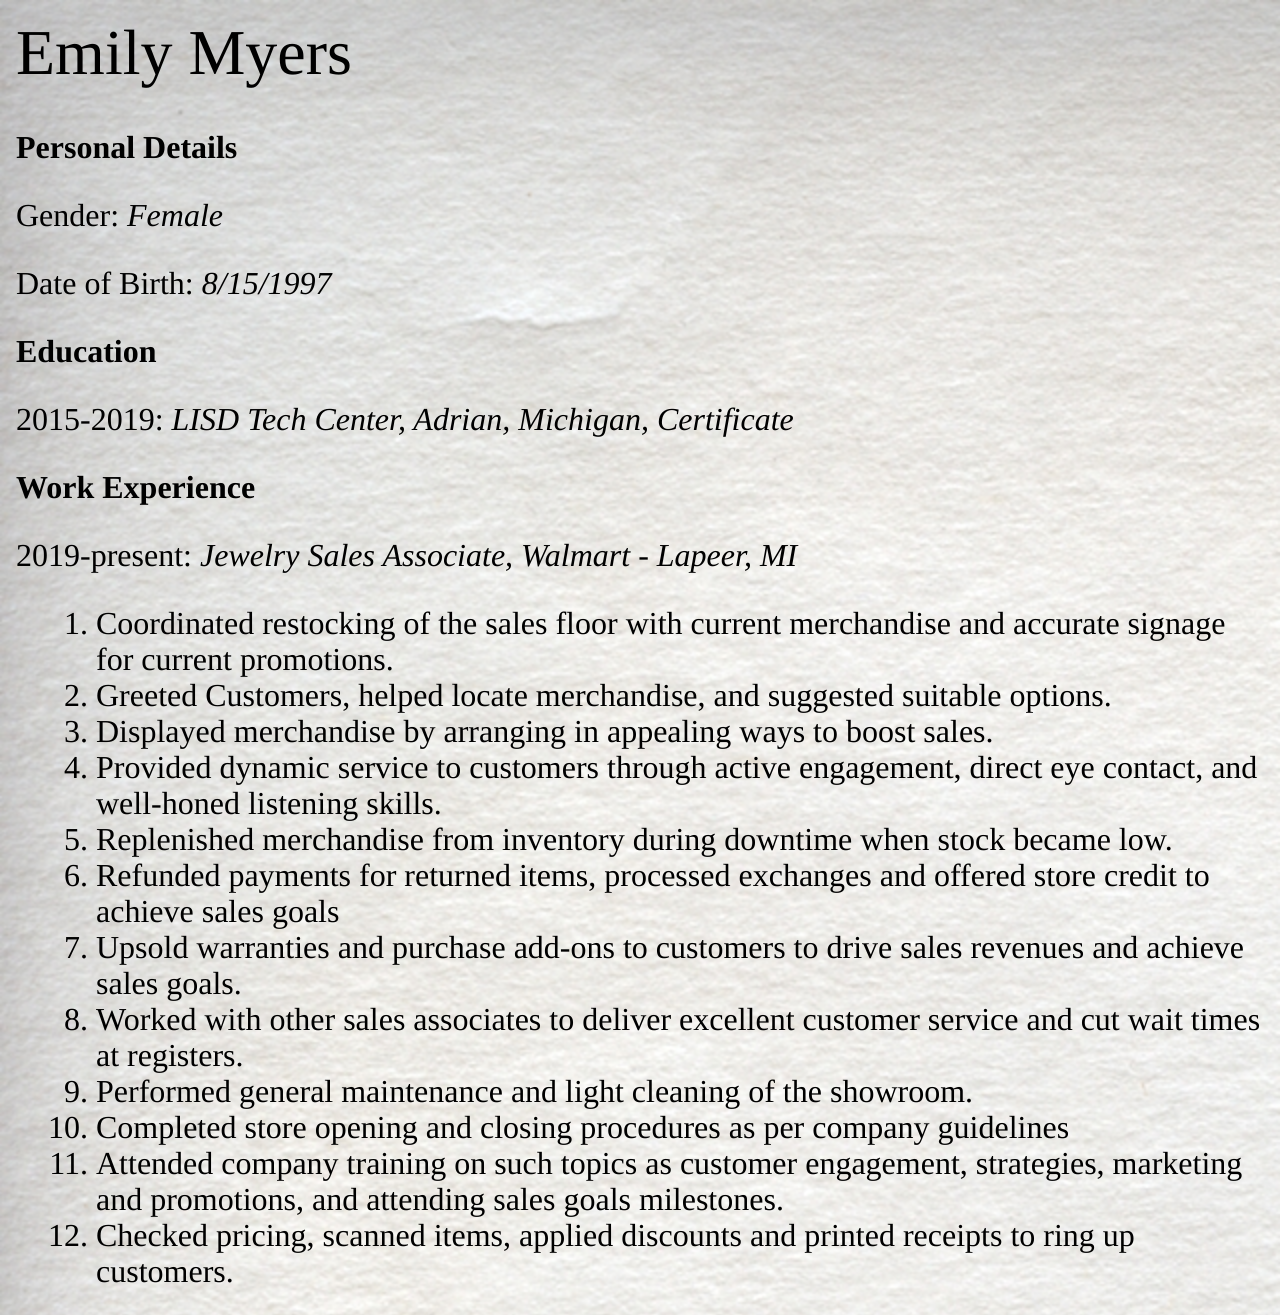 Emily Myers
Personal Details
Gender: Female
Date of Birth: 8/15/1997
Education
2015-2019: LISD Tech Center, Adrian, Michigan, Certificate
Work Experience
2019-present: Jewelry Sales Associate, Walmart - Lapeer, MI
1. Coordinated restocking of the sales floor with current merchandise and accurate signage
for current promotions.
2. Greeted Customers, helped locate merchandise, and suggested suitable options.
3. Displayed merchandise by arranging in appealing ways to boost sales.
4. Provided dynamic service to customers through active engagement, direct eye contact, and
well-honed listening skills.
5. Replenished merchandise from inventory during downtime when stock became low.
6. Refunded payments for returned items, processed exchanges and offered store credit to
achieve sales goals
7. Upsold warranties and purchase add-ons to customers to drive sales revenues and achieve
sales goals.
8. Worked with other sales associates to deliver excellent customer service and cut wait times
at registers.
9. Performed general maintenance and light cleaning of the showroom.
10. Completed store opening and closing procedures as per company guidelines
11. Attended company training on such topics as customer engagement, strategies, marketing
and promotions, and attending sales goals milestones.
12. Checked pricing, scanned items, applied discounts and printed receipts to ring up
customers.